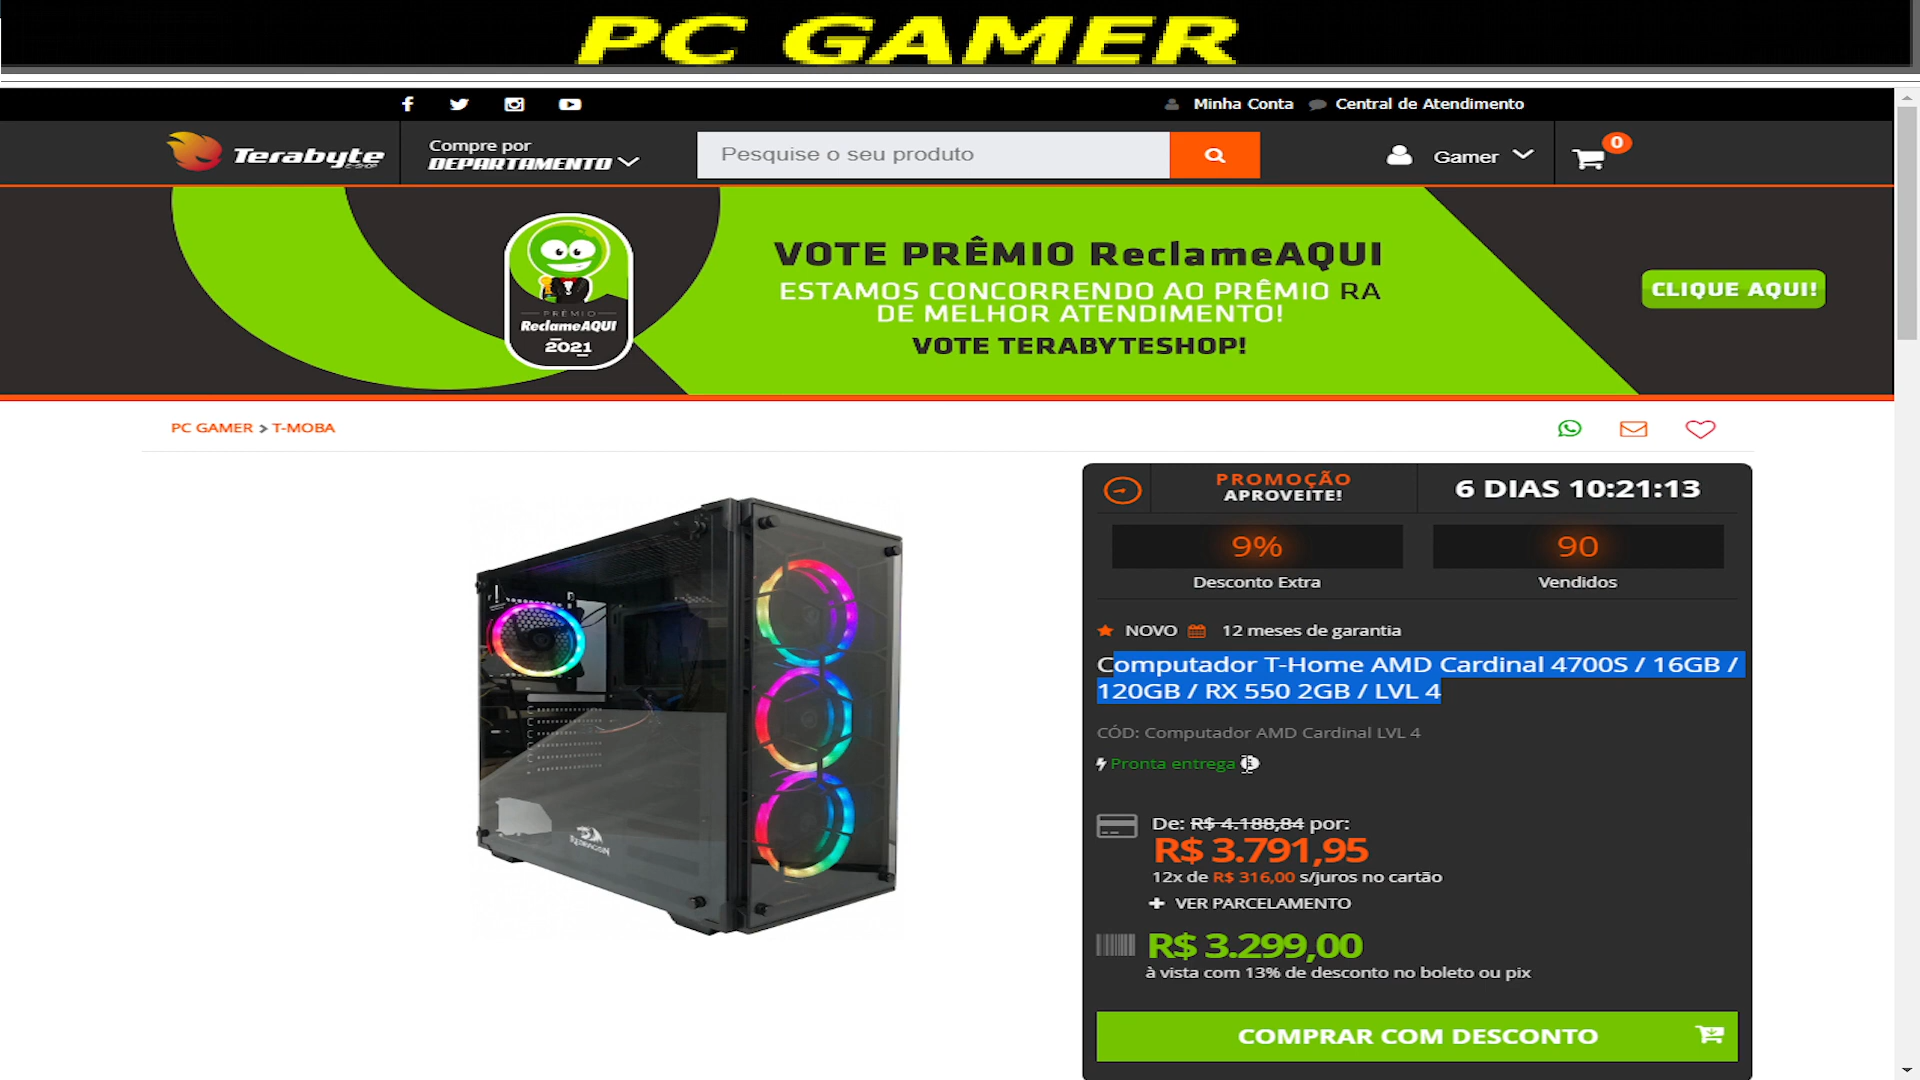 PC GAMER
Minha Conta
Central de Atendimento
Terabyte
Compre por
DEPARTAMENTO
Pesquise o seu produto
Gamer
0
PRÊMIO
ReclameAQUI
2021
VOTE PRÊMIO ReclameAQUI
ESTAMOS CONCORRENDO AO PRÊMIO RA
DE MELHOR ATENDIMENTO!
VOTE TERABYTESHOP!
CLIQUE AQUI!
PC GAMER > T-MOBA
REDRAGON
PROMOÇÃO
APROVEITE!
6 DIAS 10:21:13
9%
Desconto Extra
90
Vendidos
NOVO 12 meses de garantia
Computador T-Home AMD Cardinal 4700S / 16GB /
120GB / RX 550 2GB / LVL 4
CÓD: Computador AMD Cardinal LVL 4
Pronta entrega
De: R$ 4.188,84 por:
R$ 3.791,95
12x de R$ 316,00 s/juros no cartão
+ VER PARCELAMENTO
R$ 3.299,00
à vista com 13% de desconto no boleto ou pix
COMPRAR COM DESCONTO